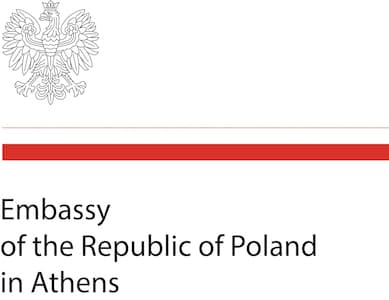 Embassy
of the Republic of Poland
in Athens